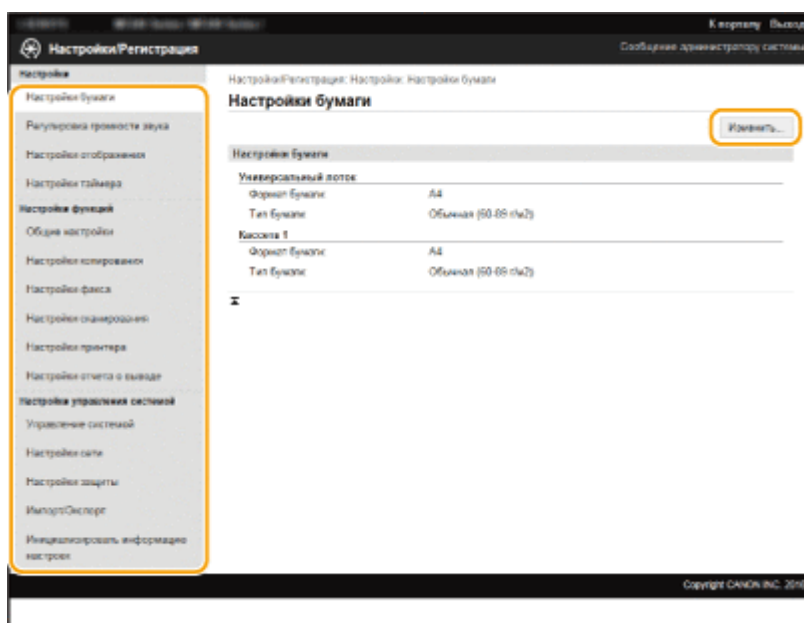 К порталу Выход
Настройки/Регистрация
Сообщение администратору системы
Настройки
Настройки бумаги
Регулировка громкости звука
Настройки отображения
Настройки таймера
Настройки функций
Общие настройки
Настройки копирования
Настройки факса
Настройки сканирования
Настройки принтера
Настройки отчета о выводе
Настройки управления системой
Управление системой
Настройки сети
Настройки защиты
Импорт/Экспорт
Инициализировать информацию
настроек
Настройки/Регистрация: Настройки: Настройки бумаги
Настройки бумаги
Изменить...
Настройки бумаги
Универсальный лоток
Формат бумаги: A4
Тип бумаги: Обычная (60-89 г/м2)
Кассета 1
Формат бумаги: A4
Тип бумаги: Обычная (60-89 г/м2)
Copyright CANON INC. 2016